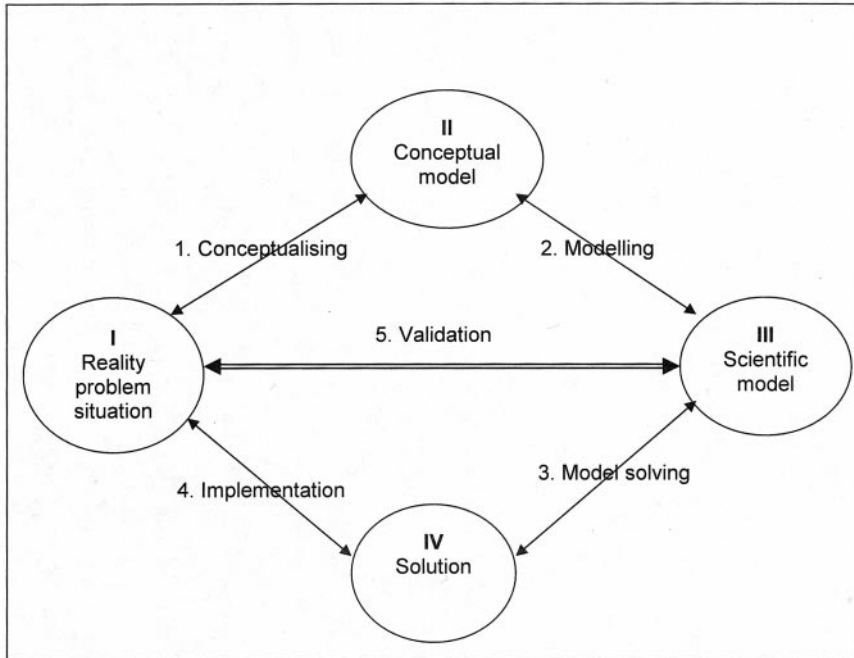 II
Conceptual
model
1. Conceptualising
2. Modelling
I
Reality
problem
situation
5. Validation
III
Scientific
model
4. Implementation
3. Model solving
IV
Solution